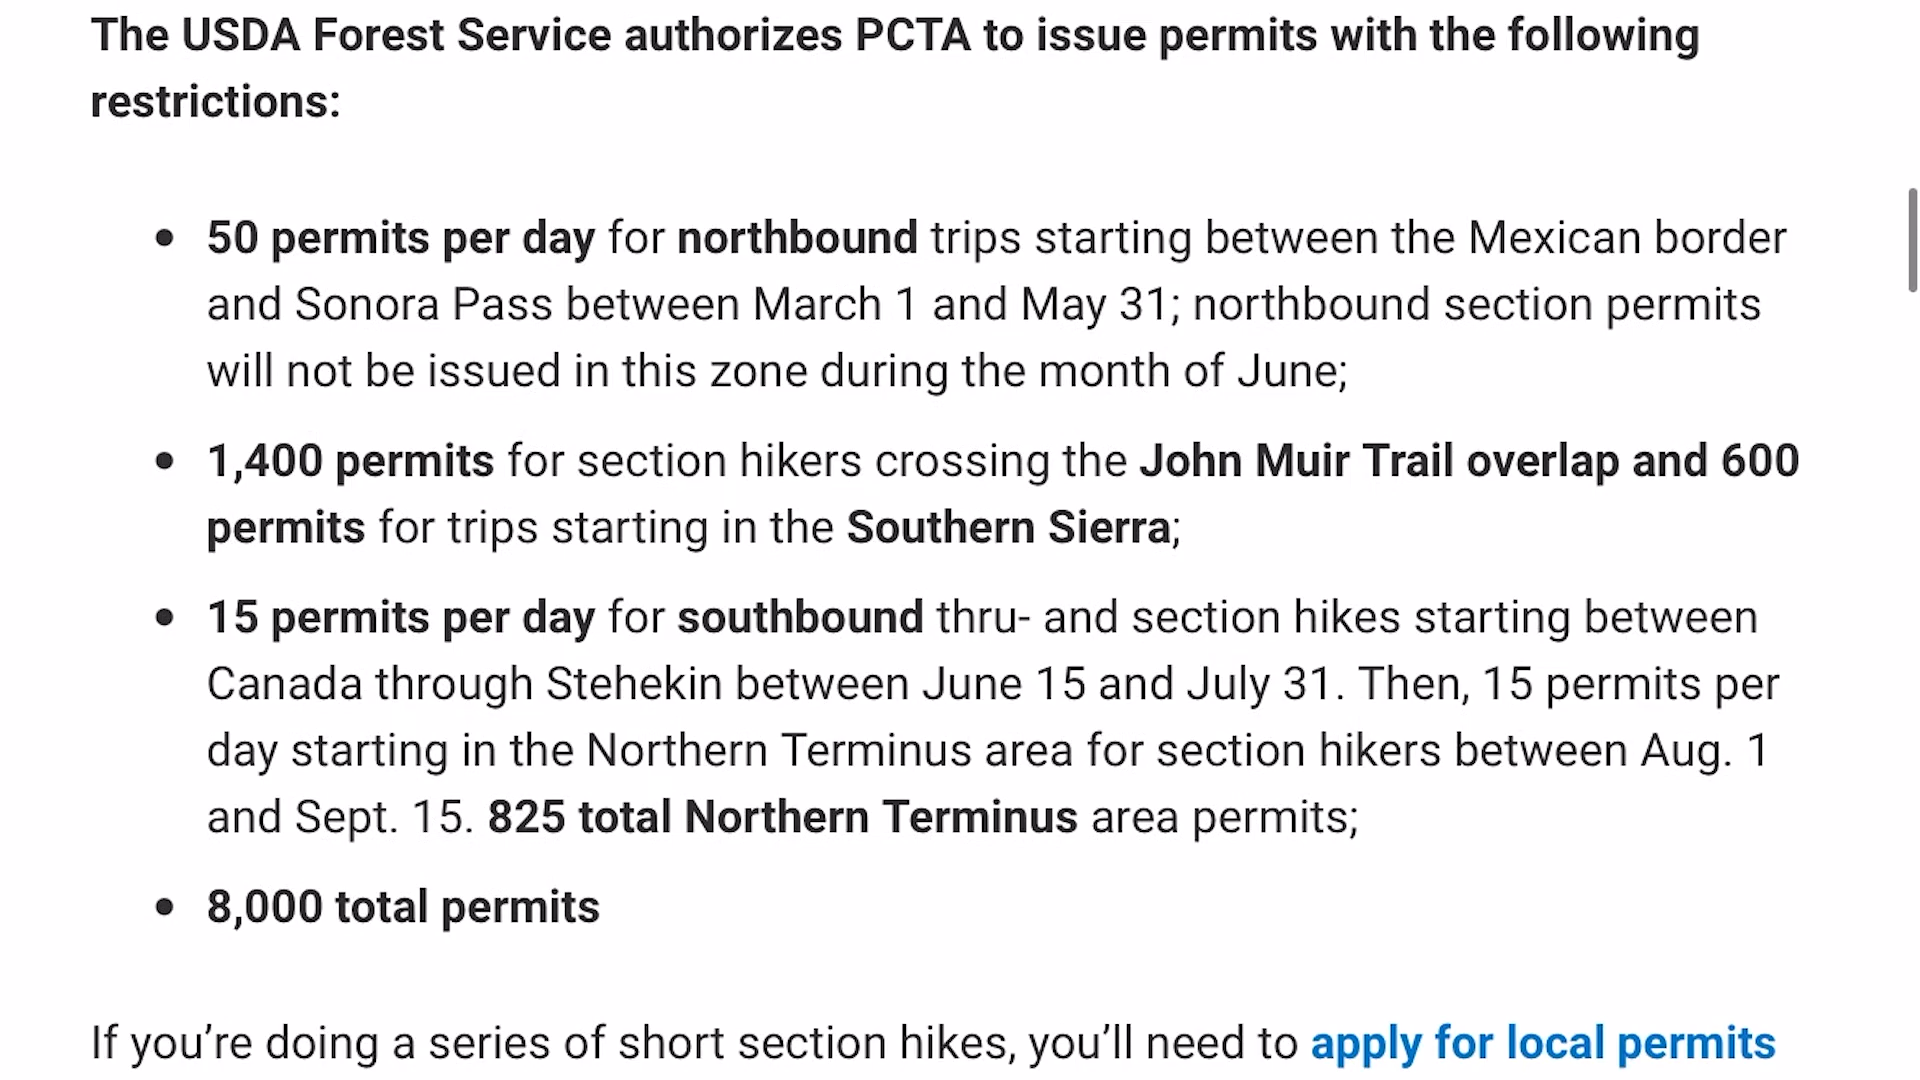 The USDA Forest Service authorizes PCTA to issue permits with the following
restrictions:
• 50 permits per day for northbound trips starting between the Mexican border
and Sonora Pass between March 1 and May 31; northbound section permits
will not be issued in this zone during the month of June;
• 1,400 permits for section hikers crossing the John Muir Trail overlap and 600
permits for trips starting in the Southern Sierra;
• 15 permits per day for southbound thru- and section hikes starting between
Canada through Stehekin between June 15 and July 31. Then, 15 permits per
day starting in the Northern Terminus area for section hikers between Aug. 1
and Sept. 15. 825 total Northern Terminus area permits;
• 8,000 total permits
If you’re doing a series of short section hikes, you’ll need to apply for local permits